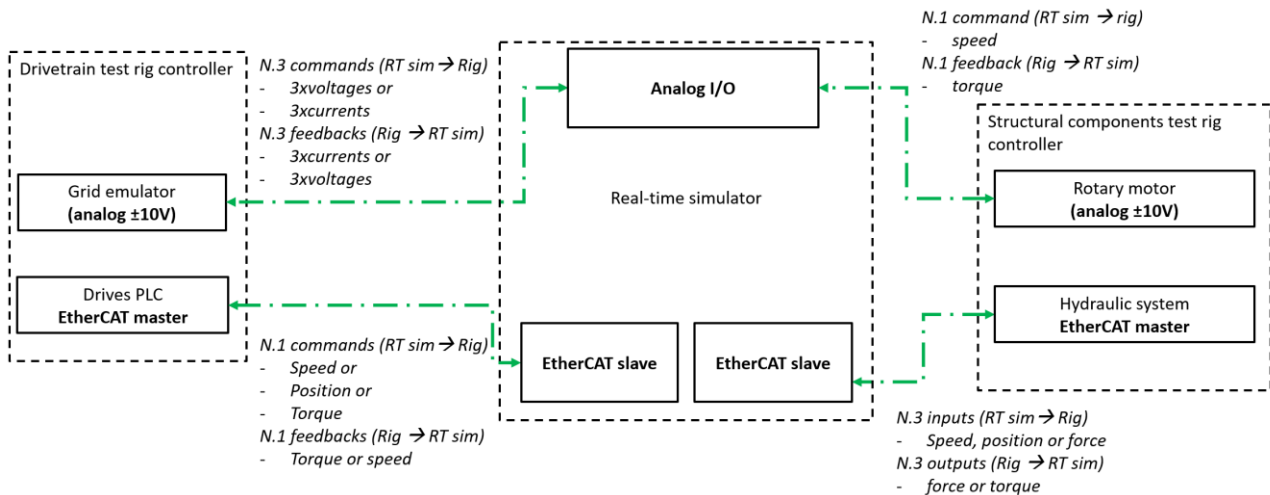 Drivetrain test rig controller
Grid emulator
(analog ±10V)
Drives PLC
EtherCAT master
N.3 commands (RT sim → Rig)
- 3xvoltages or
- 3xcurrents
N.3 feedbacks (Rig → RT sim)
- 3xcurrents or
- 3xvoltages
N.1 commands (RT sim → Rig)
- Speed or
- Position or
- Torque
N.1 feedbacks (Rig → RT sim)
- Torque or speed
Analog I/O
Real-time simulator
EtherCAT slave
EtherCAT slave
N.1 command (RT sim → rig)
- speed
N.1 feedback (Rig → RT sim)
- torque
Structural components test rig
controller
Rotary motor
(analog ±10V)
Hydraulic system
EtherCAT master
N.3 inputs (RT sim → Rig)
- Speed, position or force
N.3 outputs (Rig → RT sim)
- force or torque